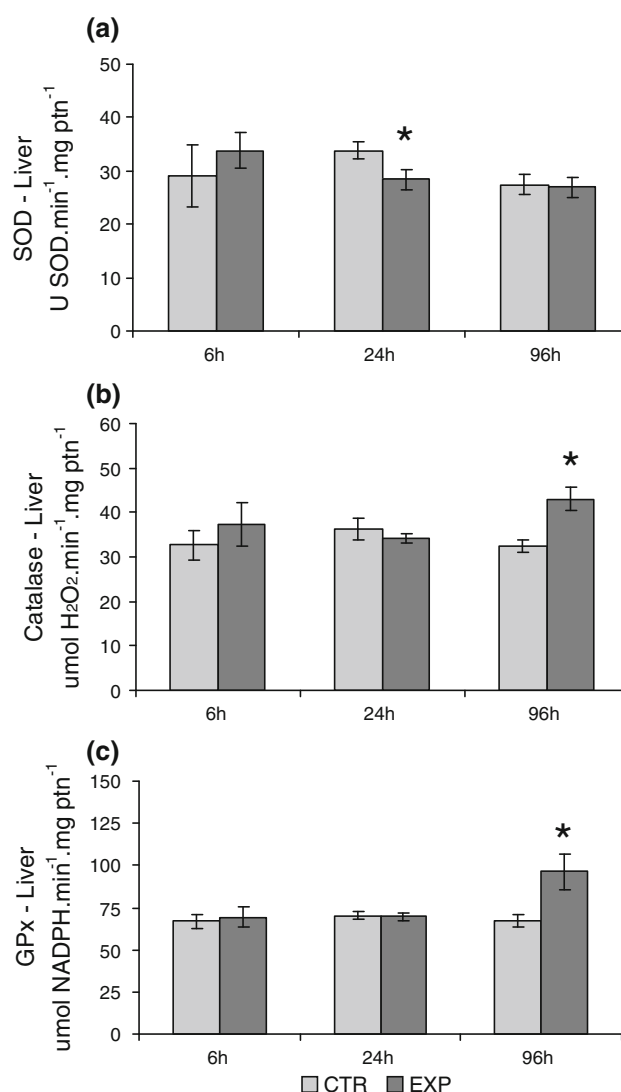 (a)
SOD - Liver
U SOD.min⁻¹.mg ptn⁻¹
50
40
30
20
10
0
*
6h 24h 96h
(b)
Catalase - Liver
umol H₂O₂.min⁻¹.mg ptn⁻¹
60
50
40
30
20
10
0
*
6h 24h 96h
(c)
GPx - Liver
umol NADPH.min⁻¹.mg ptn⁻¹
150
125
100
75
50
25
0
*
6h 24h 96h
CTR EXP